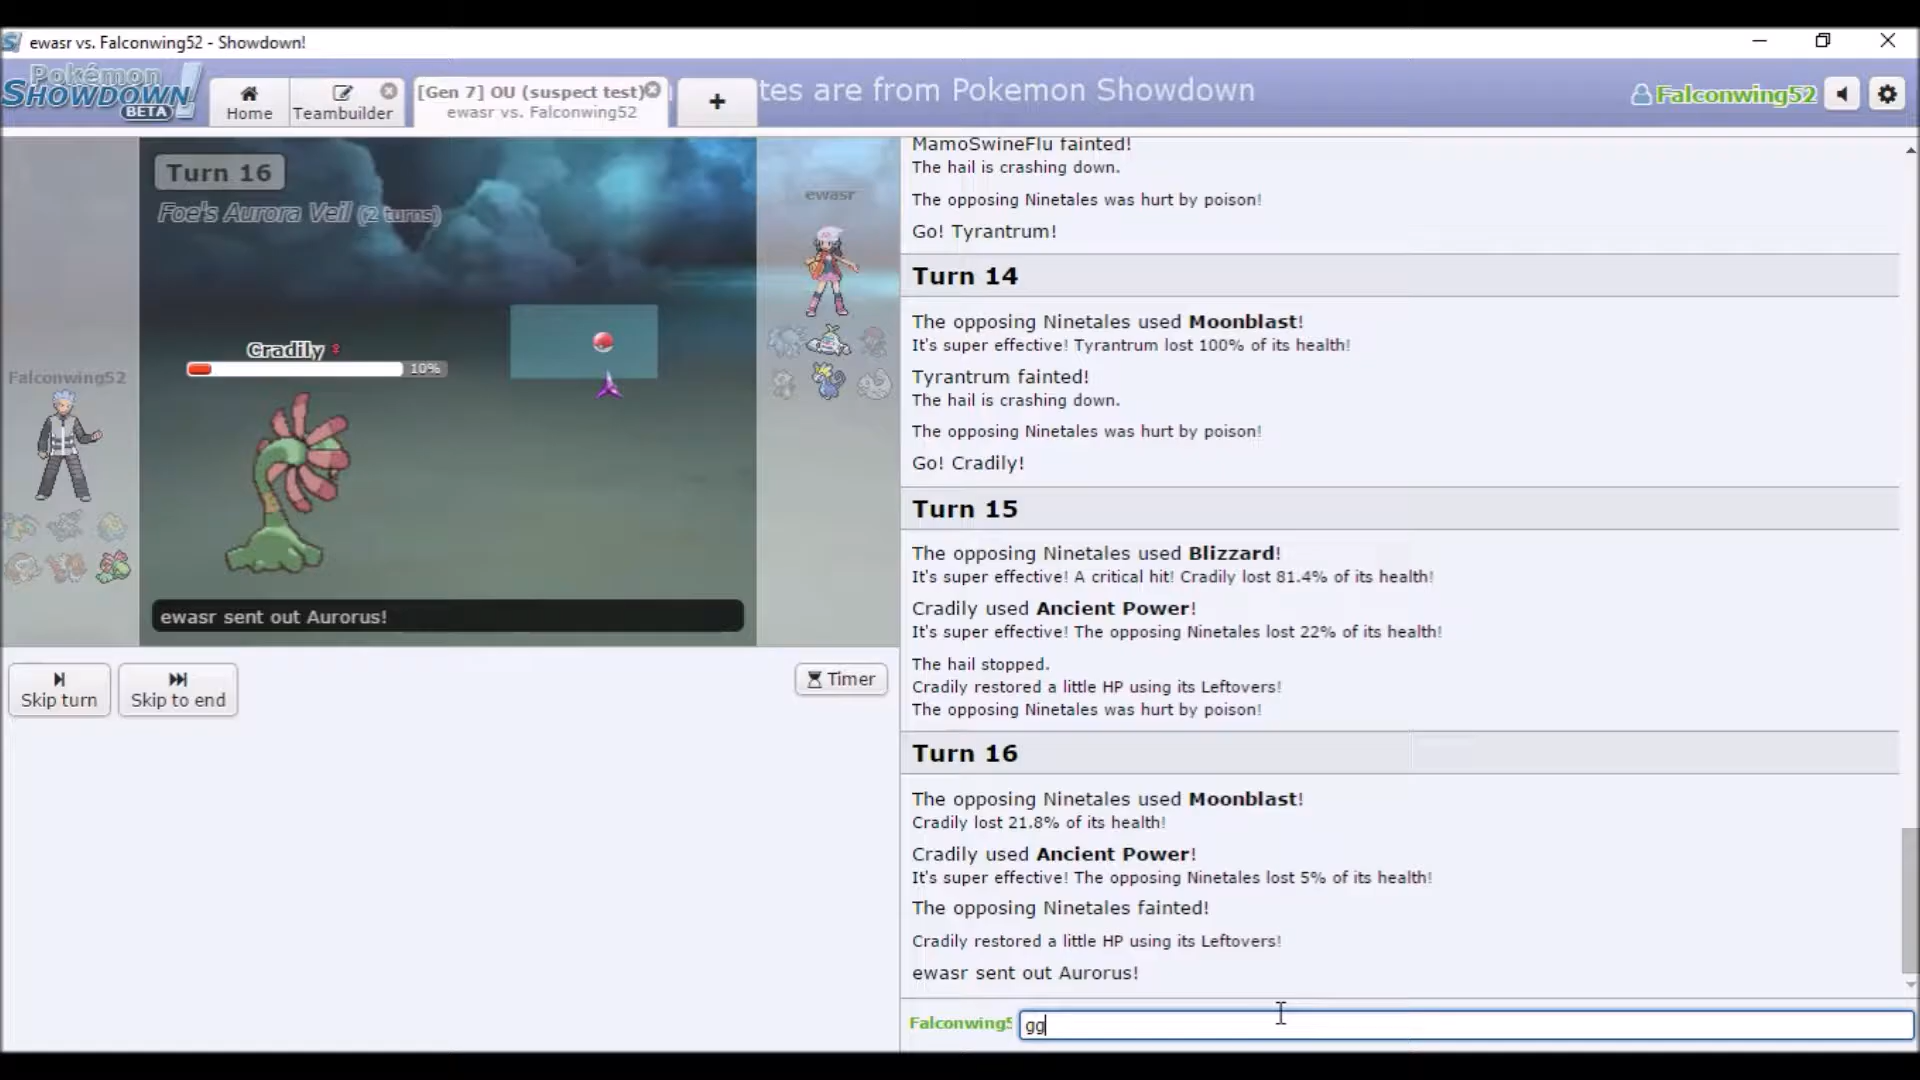 ewasr vs. Falconwing52 - Showdown!
Pokémon
SHOWDOWN!
BETA
Home
Teambuilder
[Gen 7] OU (suspect test)
ewasr vs. Falconwing52
+
tes are from Pokemon Showdown
Falconwing52
Turn 16
Foe's Aurora Veil (2 turns)
Falconwing52
ewasr
Cradily ♀
10%
ewasr sent out Aurorus!
Skip turn
Skip to end
Timer
MamoSwineFlu fainted!
The hail is crashing down.
The opposing Ninetales was hurt by poison!
Go! Tyrantrum!
Turn 14
The opposing Ninetales used Moonblast!
It's super effective! Tyrantrum lost 100% of its health!
Tyrantrum fainted!
The hail is crashing down.
The opposing Ninetales was hurt by poison!
Go! Cradily!
Turn 15
The opposing Ninetales used Blizzard!
It's super effective! A critical hit! Cradily lost 81.4% of its health!
Cradily used Ancient Power!
It's super effective! The opposing Ninetales lost 22% of its health!
The hail stopped.
Cradily restored a little HP using its Leftovers!
The opposing Ninetales was hurt by poison!
Turn 16
The opposing Ninetales used Moonblast!
Cradily lost 21.8% of its health!
Cradily used Ancient Power!
It's super effective! The opposing Ninetales lost 5% of its health!
The opposing Ninetales fainted!
Cradily restored a little HP using its Leftovers!
ewasr sent out Aurorus!
Falconwing5
gg